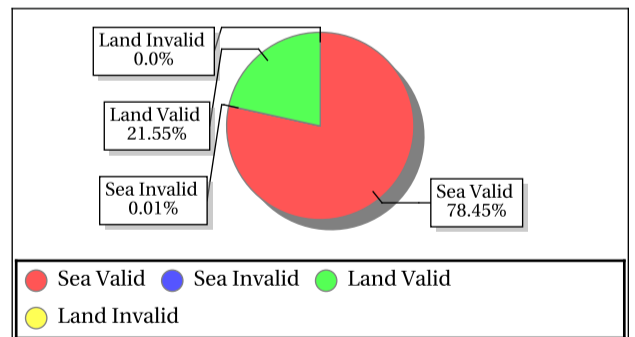 Land Invalid
0.0%
Land Valid
21.55%
Sea Invalid
0.01%
Sea Valid
78.45%
Sea Valid Sea Invalid Land Valid
Land Invalid